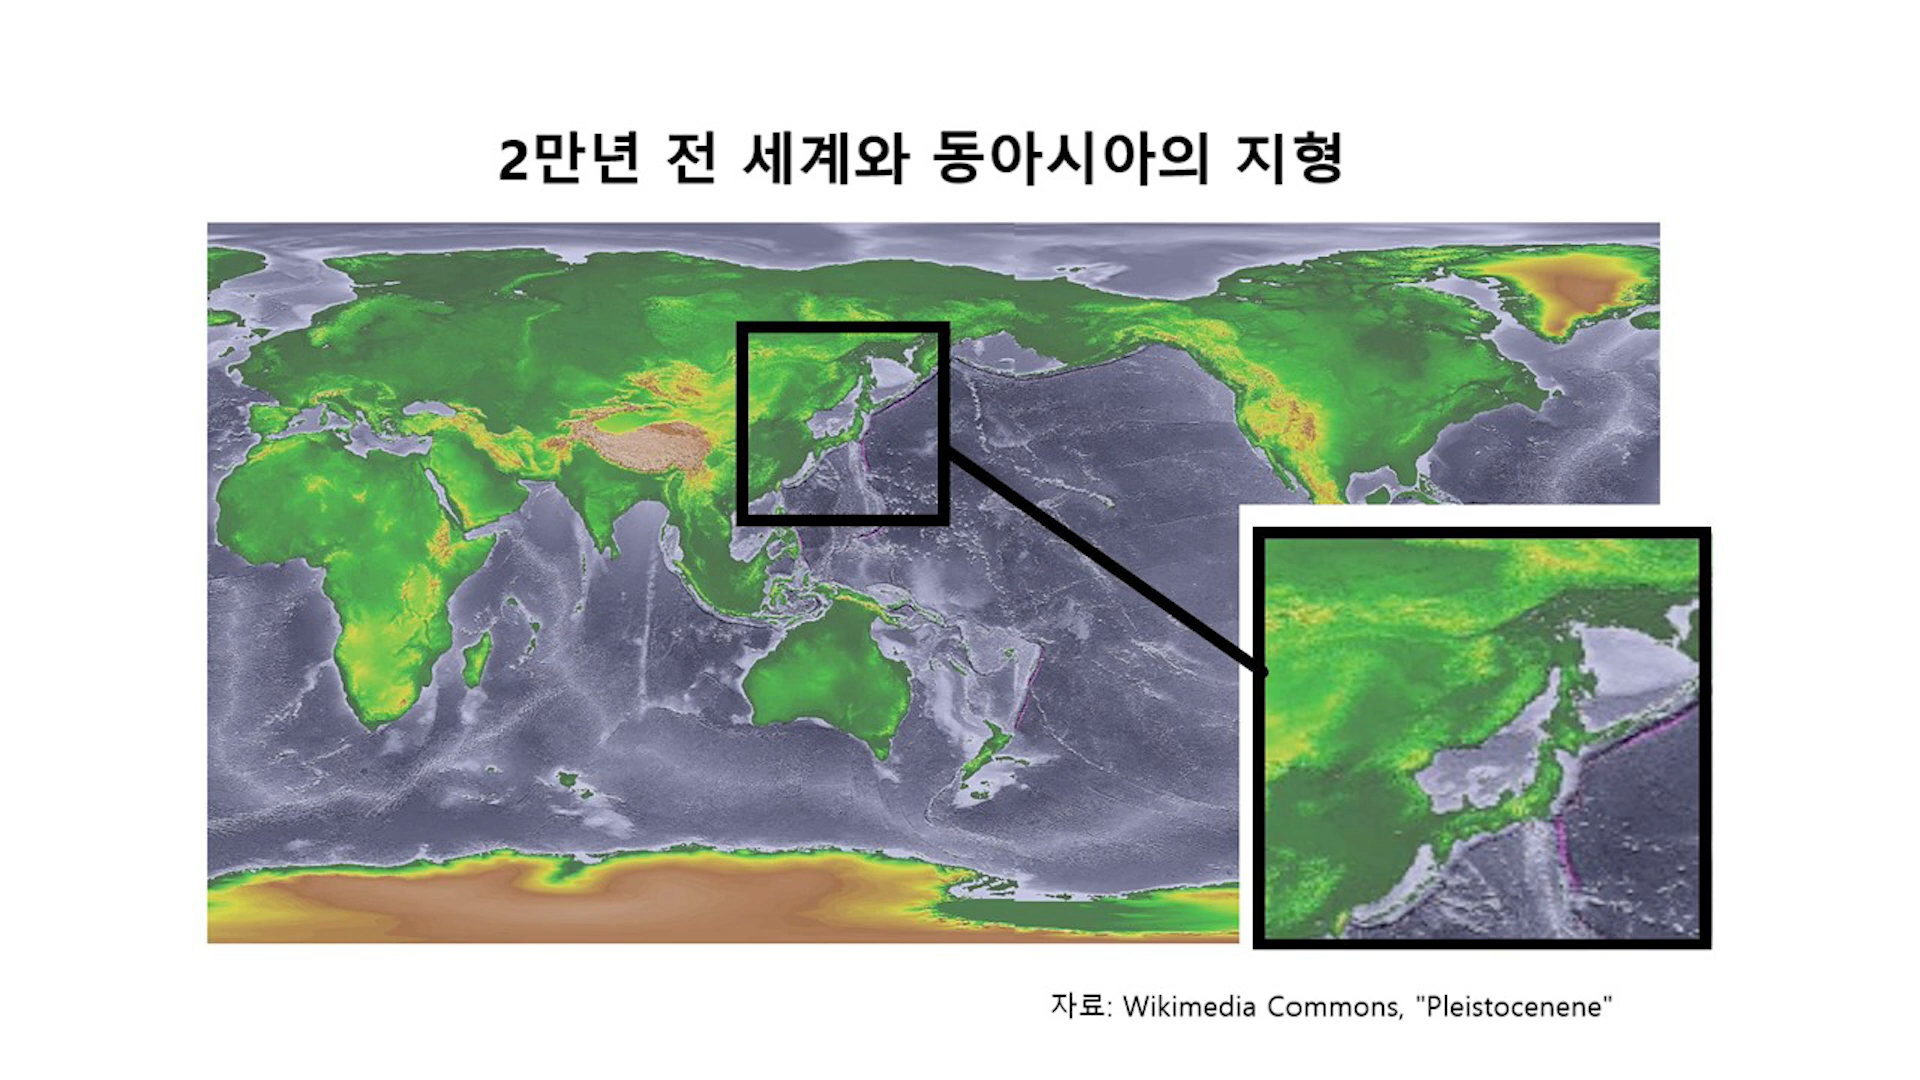 2만년 전 세계와 동아시아의 지형
자료: Wikimedia Commons, "Pleistocenene"